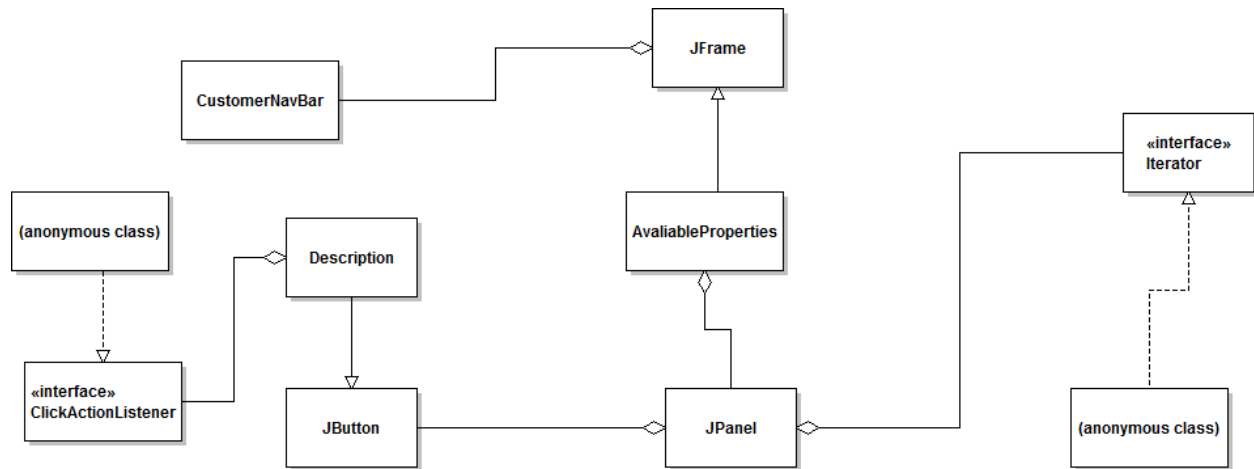 JFrame
CustomerNavBar
«interface»
Iterator
(anonymous class)
Description
AvaliableProperties
«interface»
ClickActionListener
JButton
JPanel
(anonymous class)